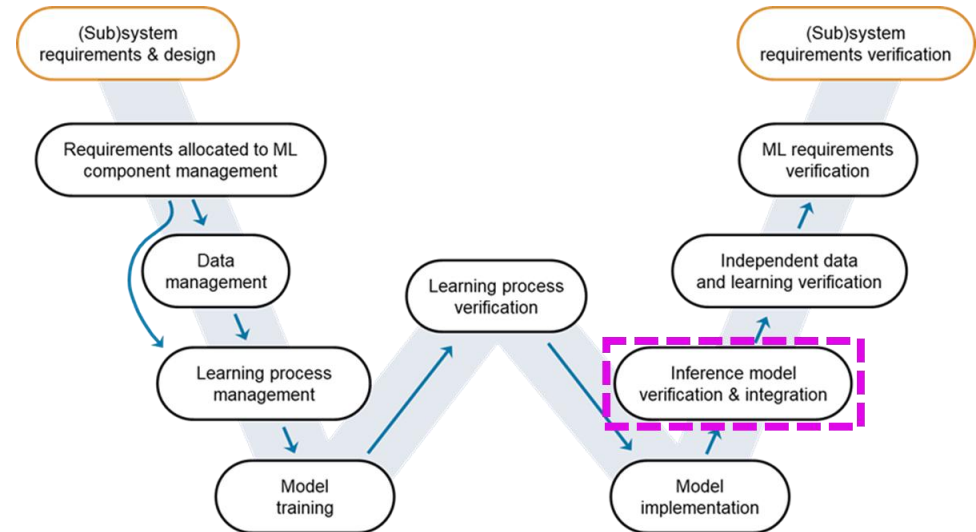 (Sub)system
requirements & design
(Sub)system
requirements verification
Requirements allocated to ML
component management
ML requirements
verification
Data
management
Independent data
and learning verification
Learning process
verification
Learning process
management
Inference model
verification & integration
Model
training
Model
implementation